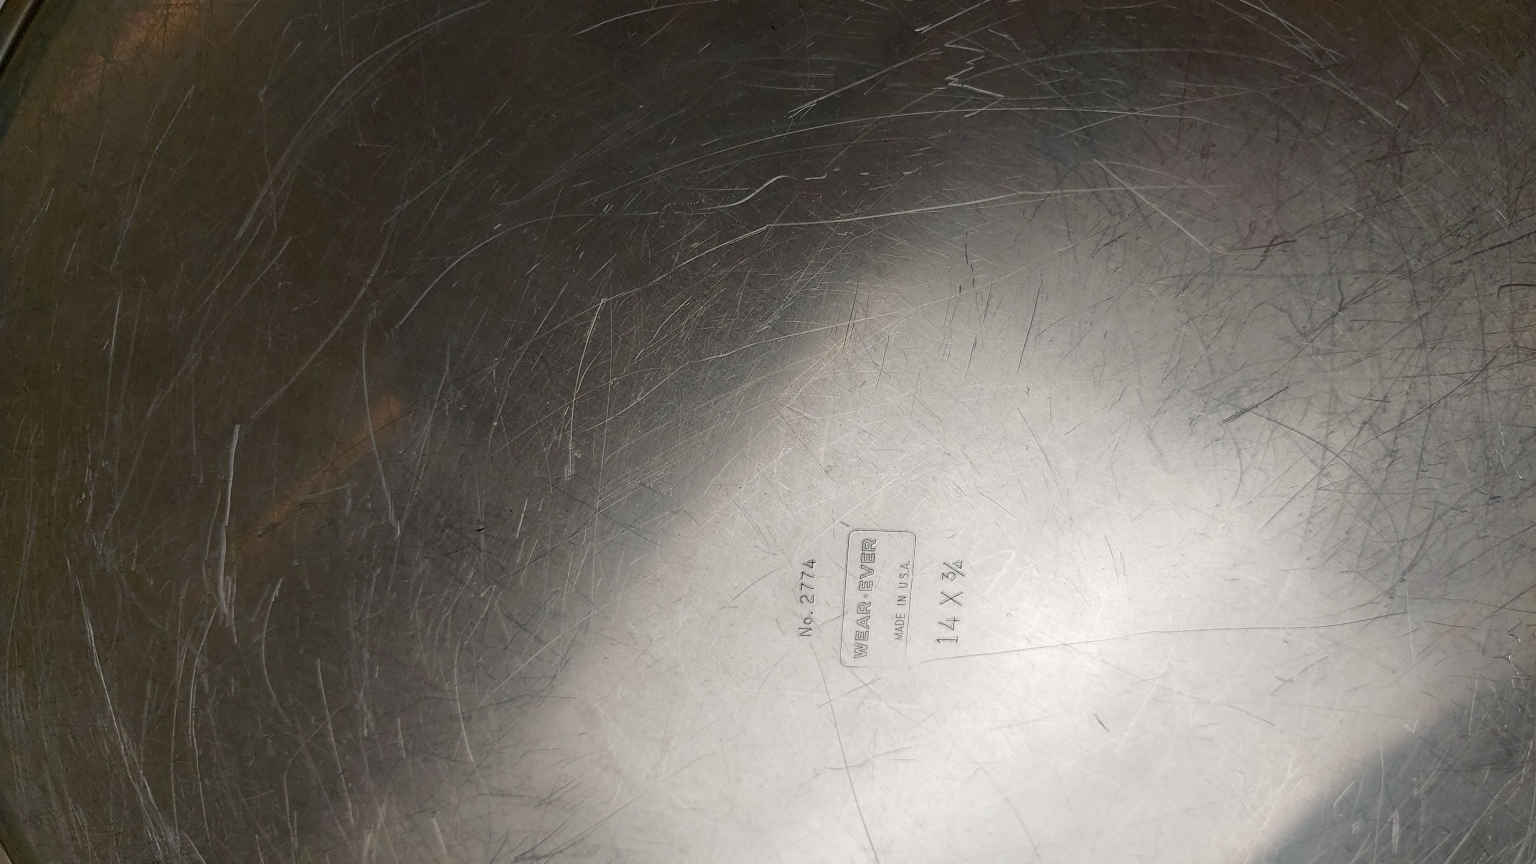 No. 2774
WEAR·EVER
MADE IN U.S.A.
14 X ¾